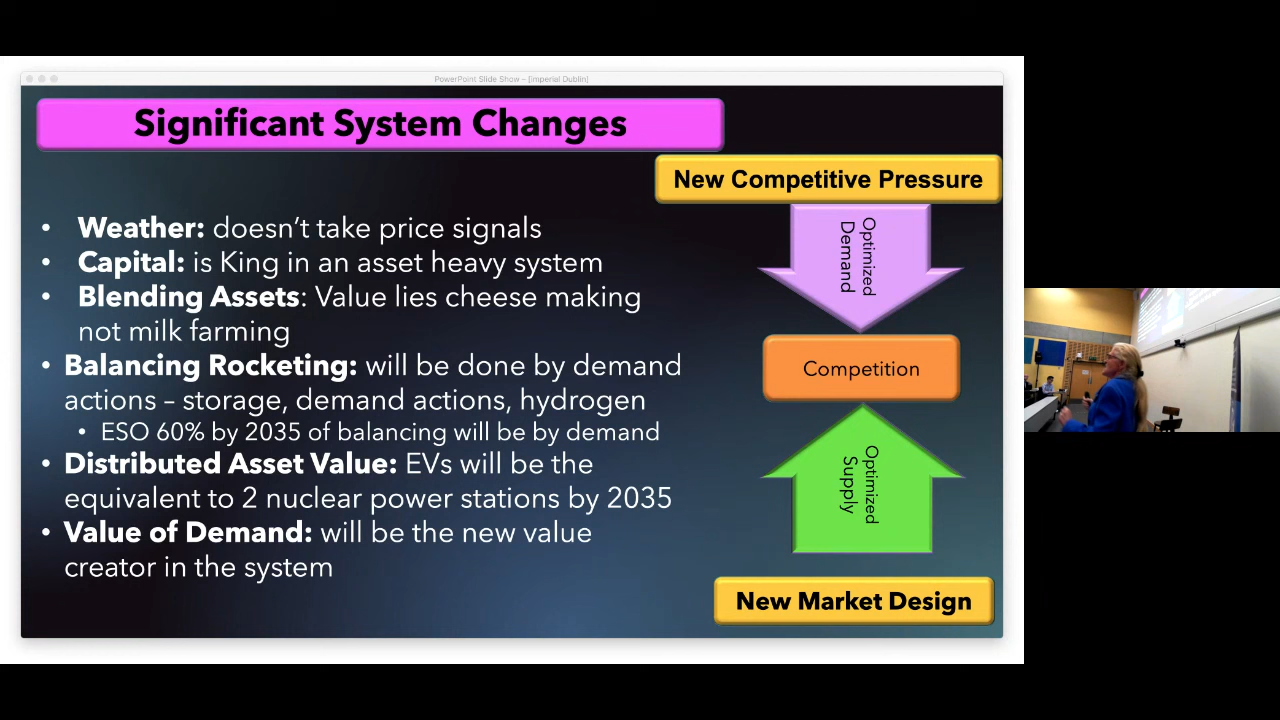 PowerPoint Slide Show – [Imperial Dublin]
Significant System Changes
New Competitive Pressure
• Weather: doesn't take price signals
• Capital: is King in an asset heavy system
• Blending Assets: Value lies cheese making
not milk farming
• Balancing Rocketing: will be done by demand
actions – storage, demand actions, hydrogen
• ESO 60% by 2035 of balancing will be by demand
• Distributed Asset Value: EVs will be the
equivalent to 2 nuclear power stations by 2035
• Value of Demand: will be the new value
creator in the system
Optimized
Demand
Competition
Optimized
Supply
New Market Design